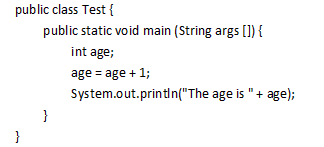 public class Test {
public static void main (String args []) {
int age;
age = age + 1;
System.out.println("The age is " + age);
}
}